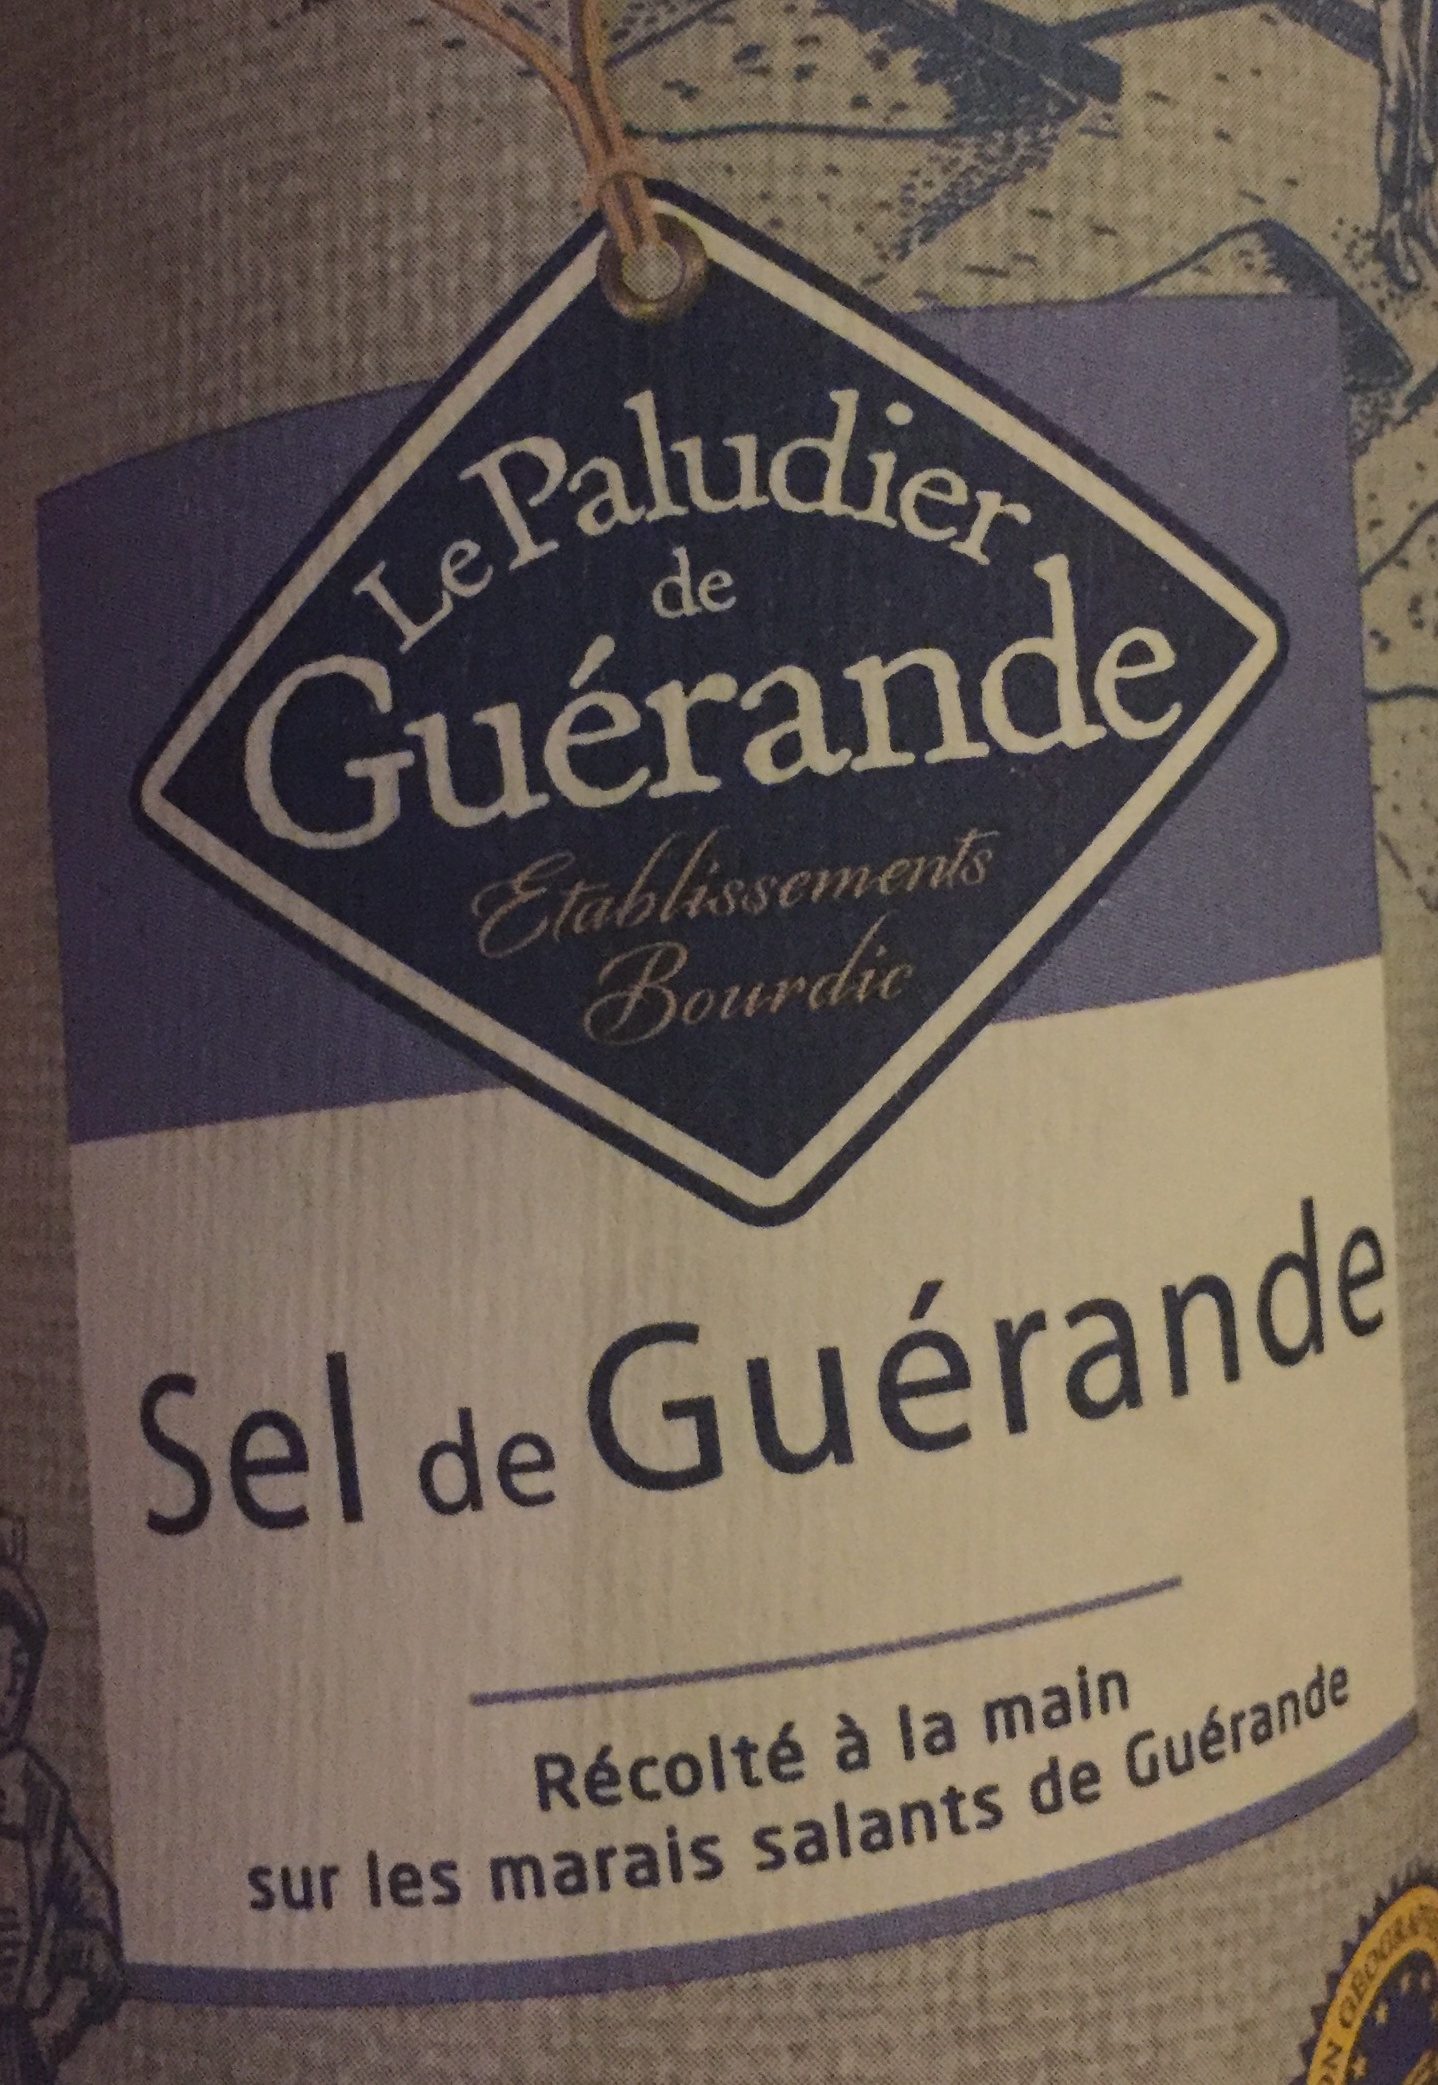 Le Paludier
de
Guérande
Etablissements
Bourdic
Sel de Guérande
Récolté à la main
sur les marais salants de Guérande